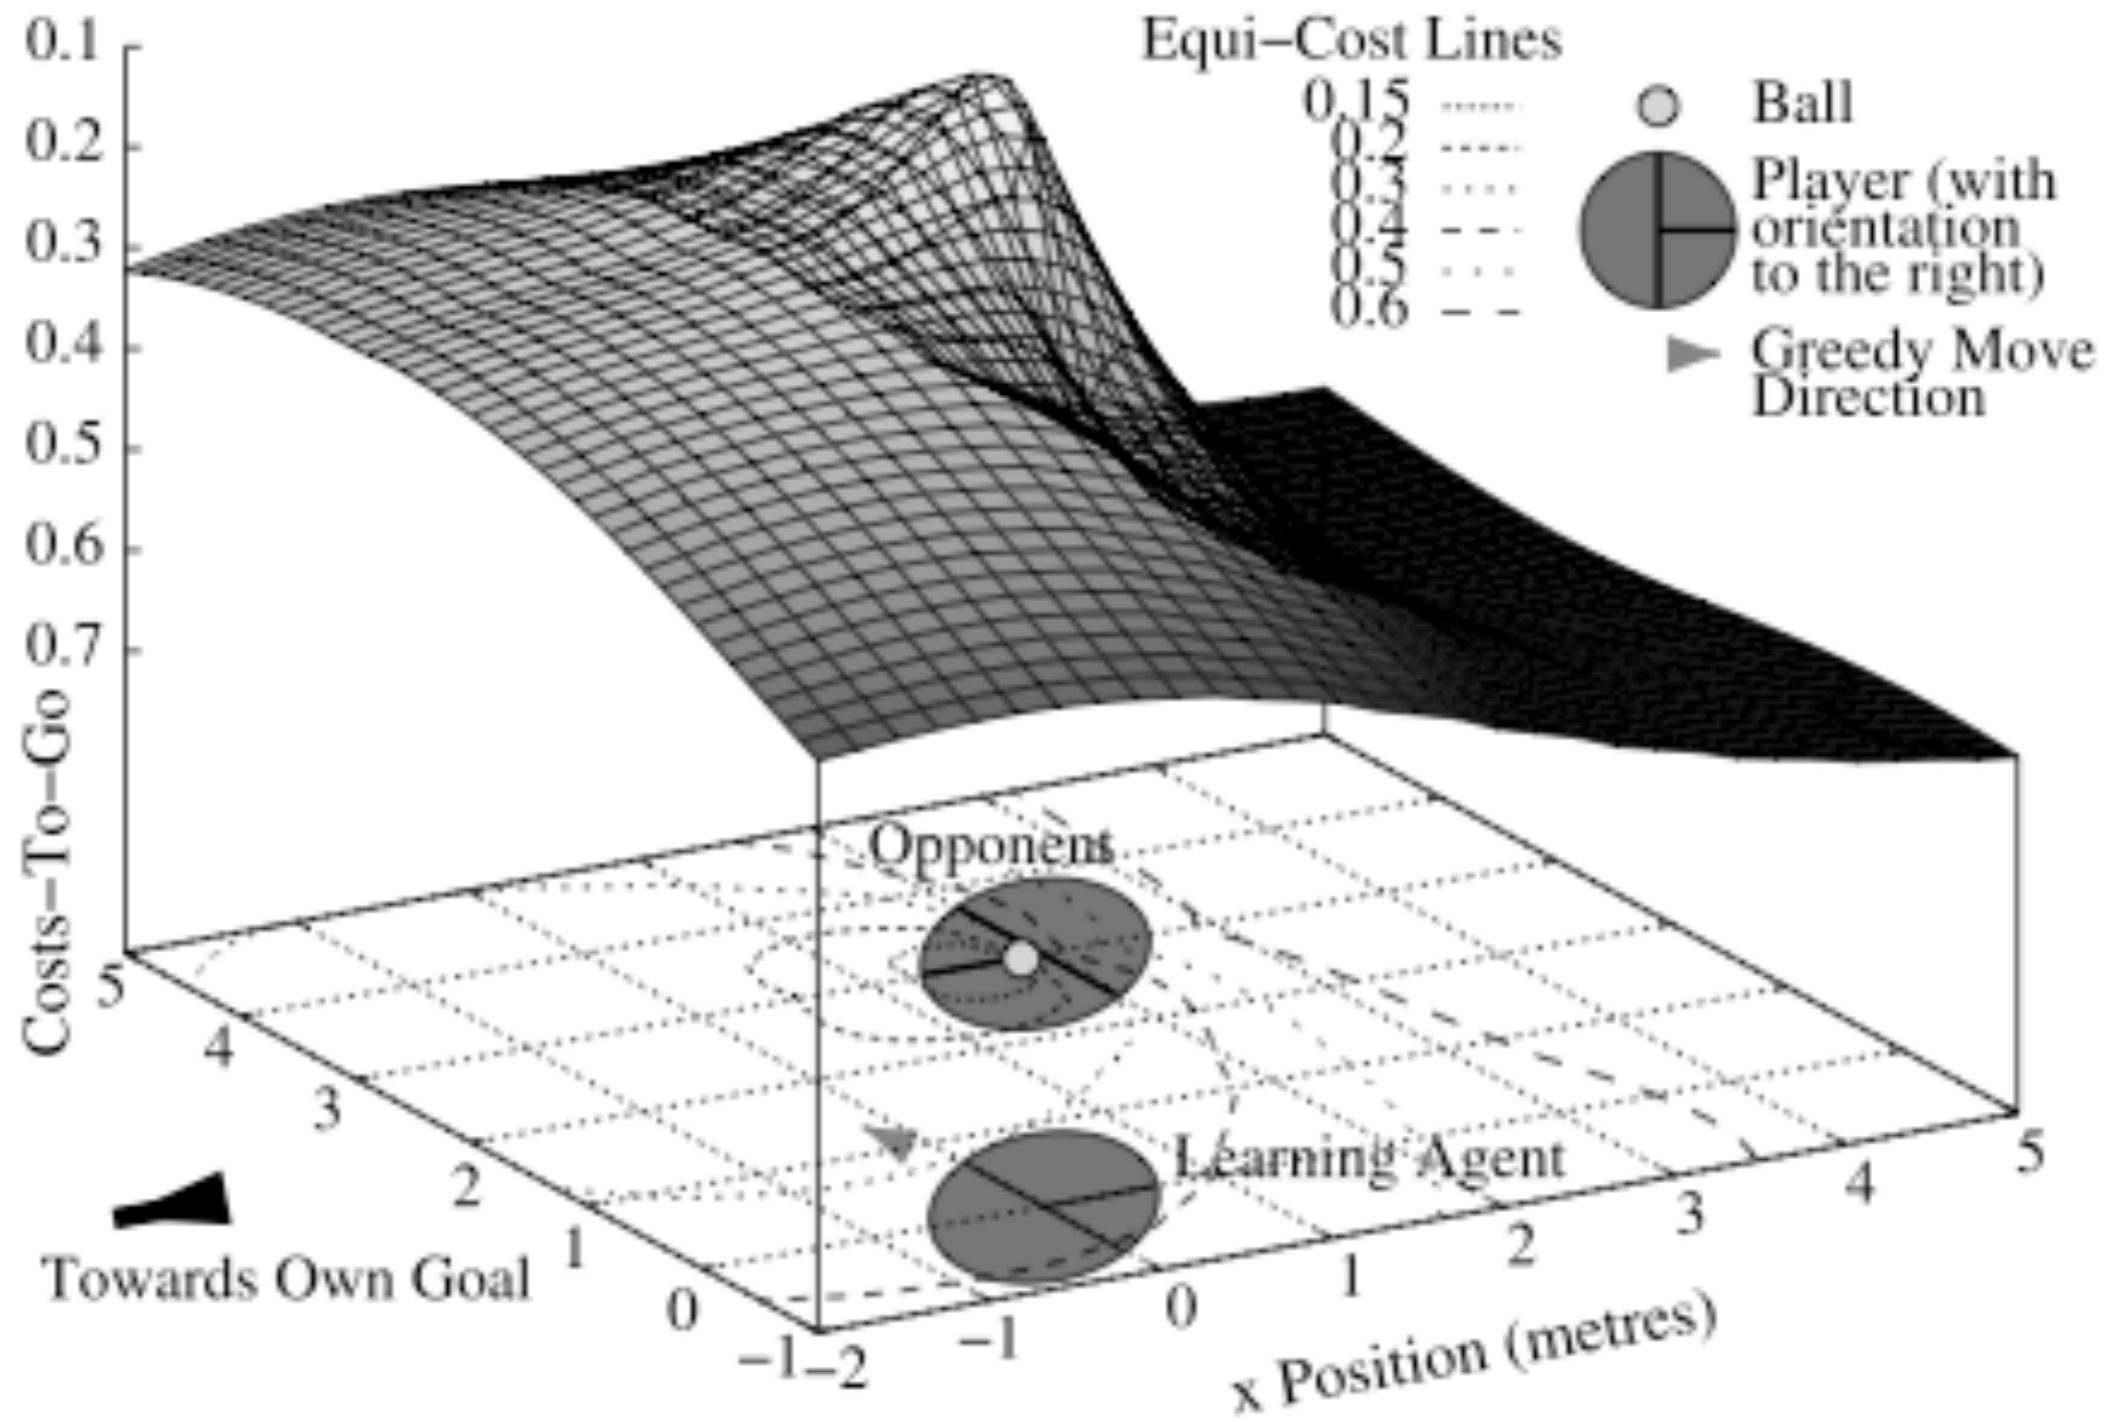 0.1
0.2
0.3
0.4
0.5
0.6
0.7
Costs−To−Go
Equi−Cost Lines
0.15
0.2
0.3
0.4
0.5
0.6
Ball
Player (with
orientation
to the right)
Greedy Move
Direction
Opponent
Learning Agent
Towards Own Goal
5
4
3
2
1
0
−1
−2
−1
0
1
2
3
4
5
x Position (metres)